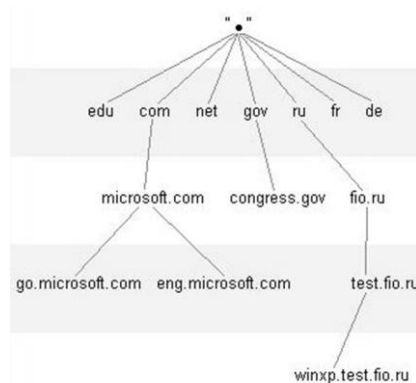 "."
edu com net gov ru fr de
microsoft.com congress.gov fio.ru
go.microsoft.com eng.microsoft.com test.fio.ru
winxp.test.fio.ru